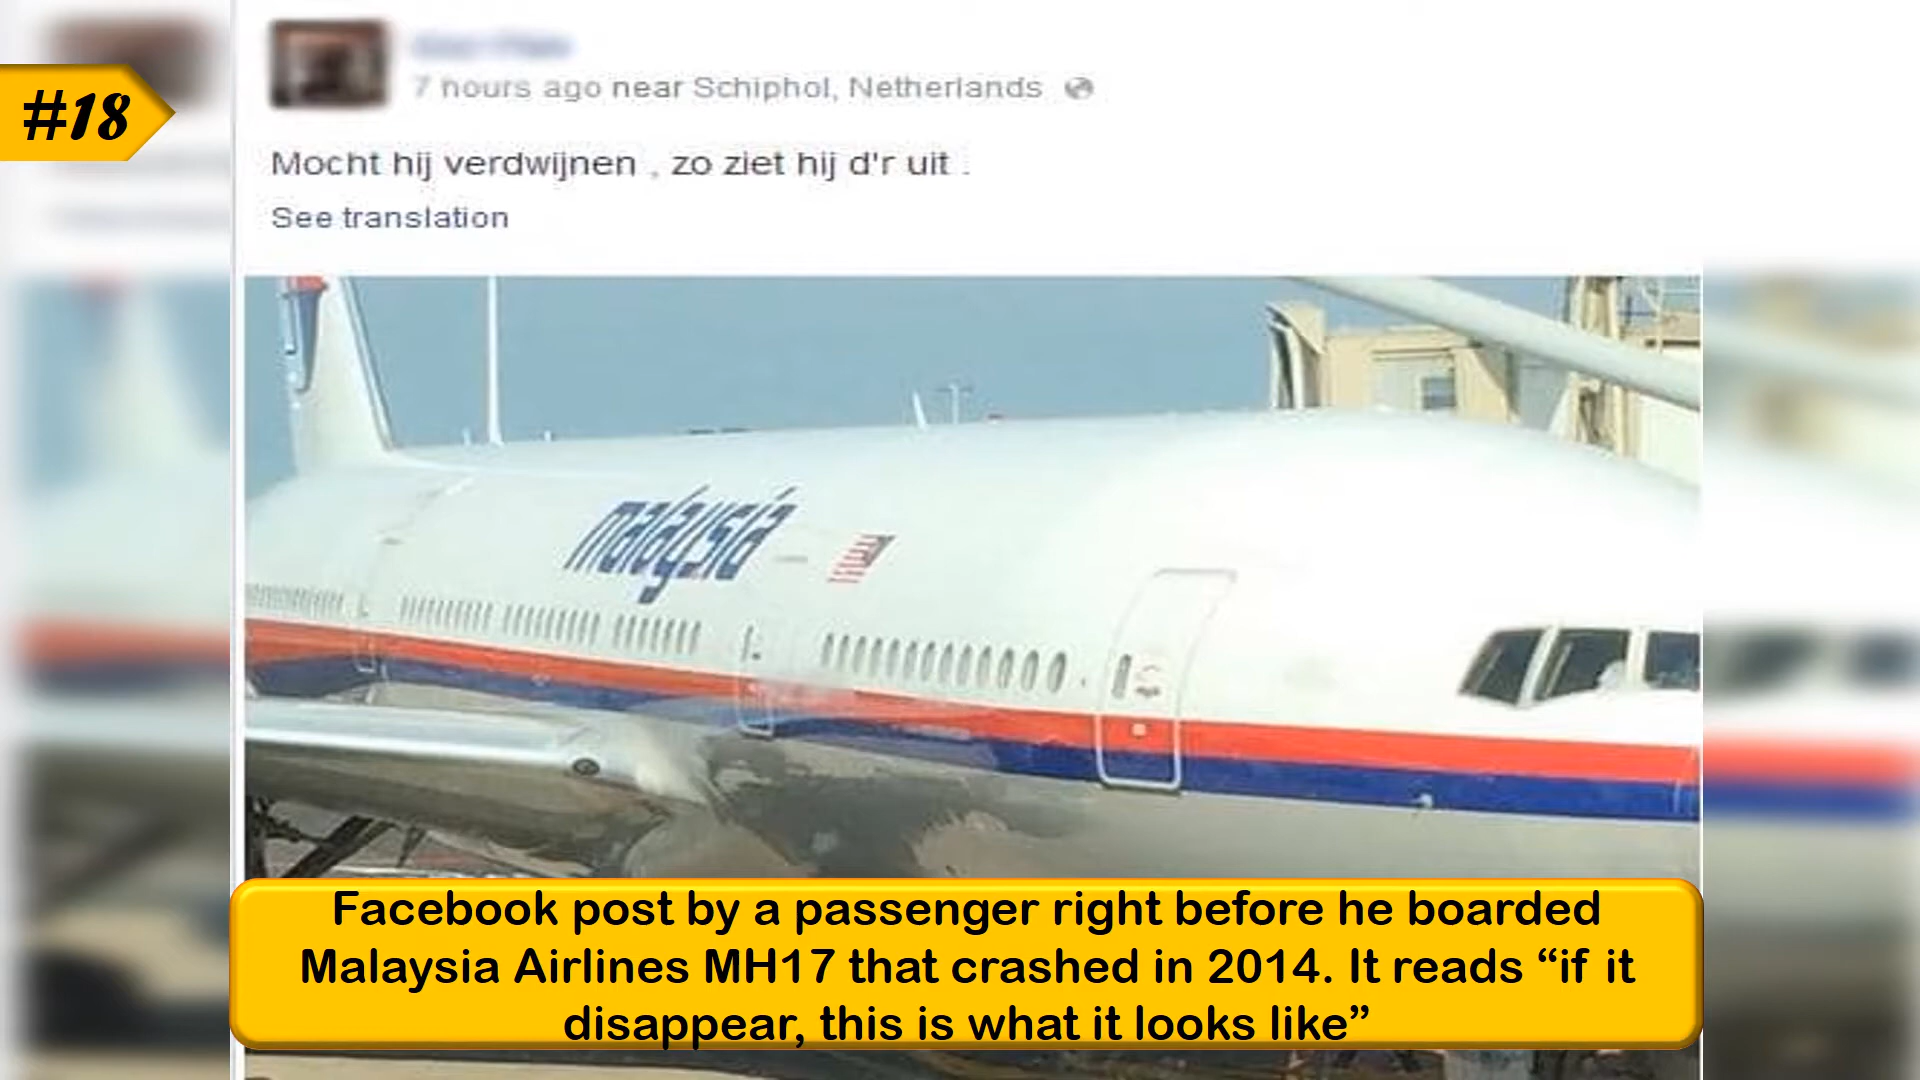 #18
7 hours ago near Schiphol, Netherlands
Mocht hij verdwijnen , zo ziet hij d'r uit .
See translation
malaysia
Facebook post by a passenger right before he boarded
Malaysia Airlines MH17 that crashed in 2014. It reads “if it
disappear, this is what it looks like”